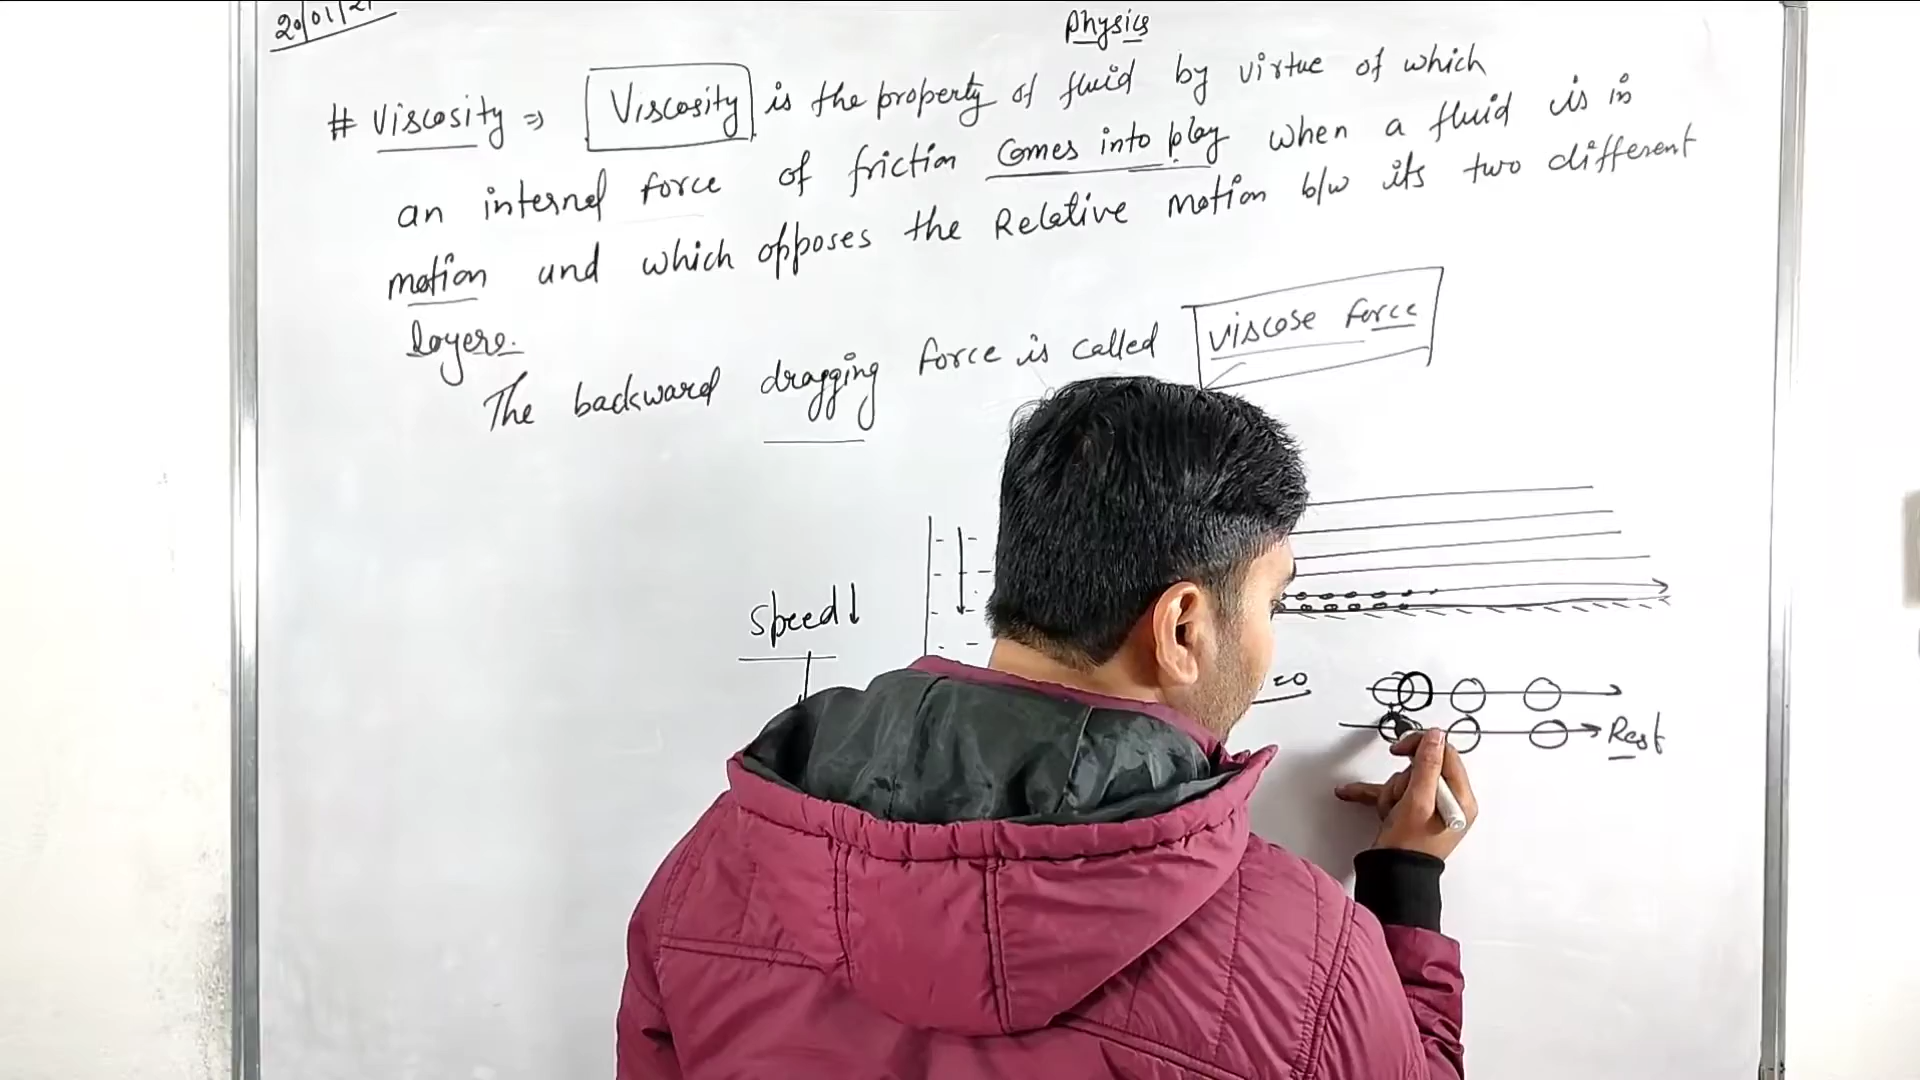 20/01/21
Physics
# Viscosity ⇒ Viscosity is the property of fluid by virtue of which
an internal force of friction comes into play when a fluid is in
motion and which opposes the Relative motion b/w its two different
layers.
The backward dragging force is called viscose force
speed↓
=0
Rest